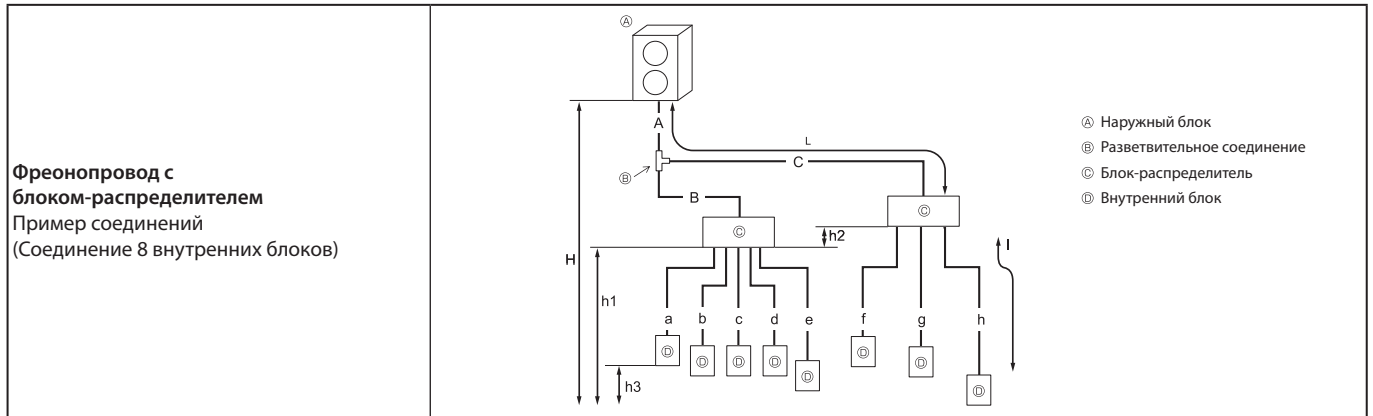 Фреонопровод с
блоком-распределителем
Пример соединений
(Соединение 8 внутренних блоков)
Ⓐ
A
L
C
Ⓑ
B
Ⓒ
Ⓒ
h2
H
h1
l
a b c d e f g h
Ⓓ Ⓓ Ⓓ Ⓓ Ⓓ Ⓓ Ⓓ Ⓓ
h3
Ⓐ Наружный блок
Ⓑ Разветвительное соединение
Ⓒ Блок-распределитель
Ⓓ Внутренний блок